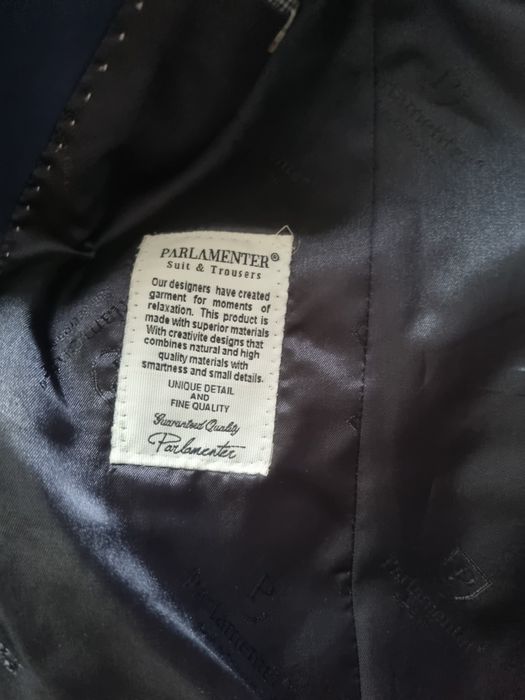 PARLAMENTER®
Suit & Trousers
Our designers have created
garment for moments of
relaxation. This product is
made with superior materials
With creativite designs that
combines natural and high
quality materials with
smartness and small details.
UNIQUE DETAIL
AND
FINE QUALITY
Guaranteed Quality
Parlamenter
P
Parlamenter
P
Parlamenter